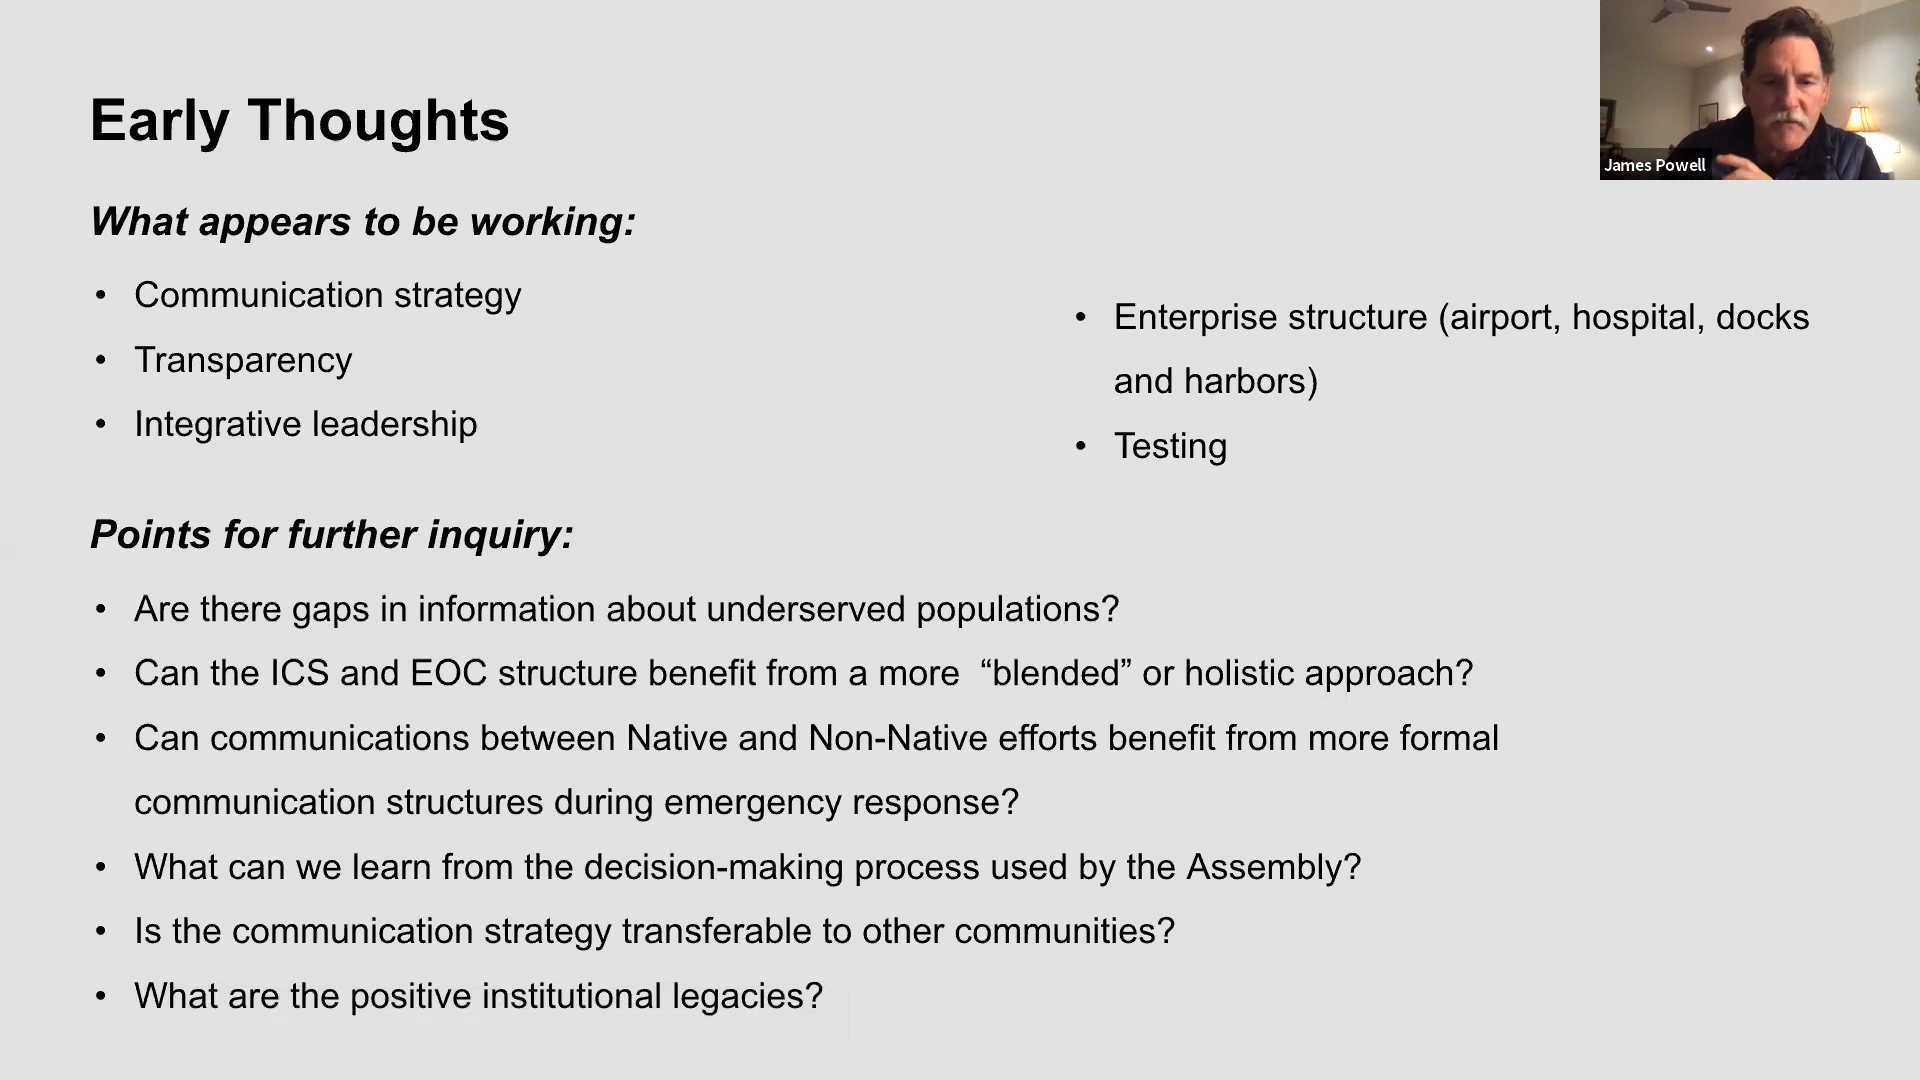 Early Thoughts
James Powell
What appears to be working:
• Communication strategy
• Transparency
• Integrative leadership
• Enterprise structure (airport, hospital, docks
and harbors)
• Testing
Points for further inquiry:
• Are there gaps in information about underserved populations?
• Can the ICS and EOC structure benefit from a more  “blended” or holistic approach?
• Can communications between Native and Non-Native efforts benefit from more formal
communication structures during emergency response?
• What can we learn from the decision-making process used by the Assembly?
• Is the communication strategy transferable to other communities?
• What are the positive institutional legacies?